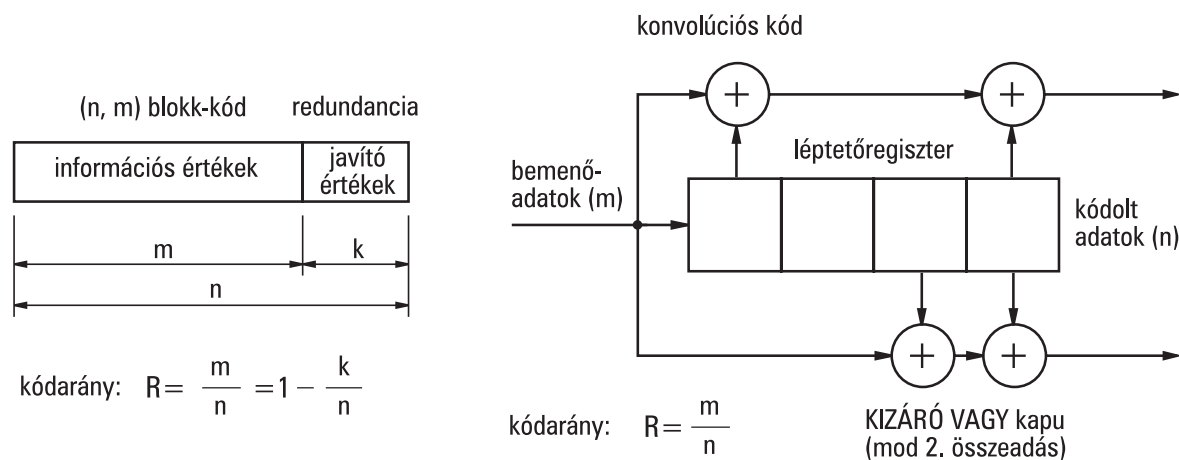 (n, m) blokk-kód redundancia
információs értékek
javító
értékek
m
k
n
kódarány: R= m/n =1 − k/n
konvolúciós kód
+
+
léptetőregiszter
bemenő-
adatok (m)
kódolt
adatok (n)
+
+
kódarány: R= m/n
KIZÁRÓ VAGY kapu
(mod 2. összeadás)